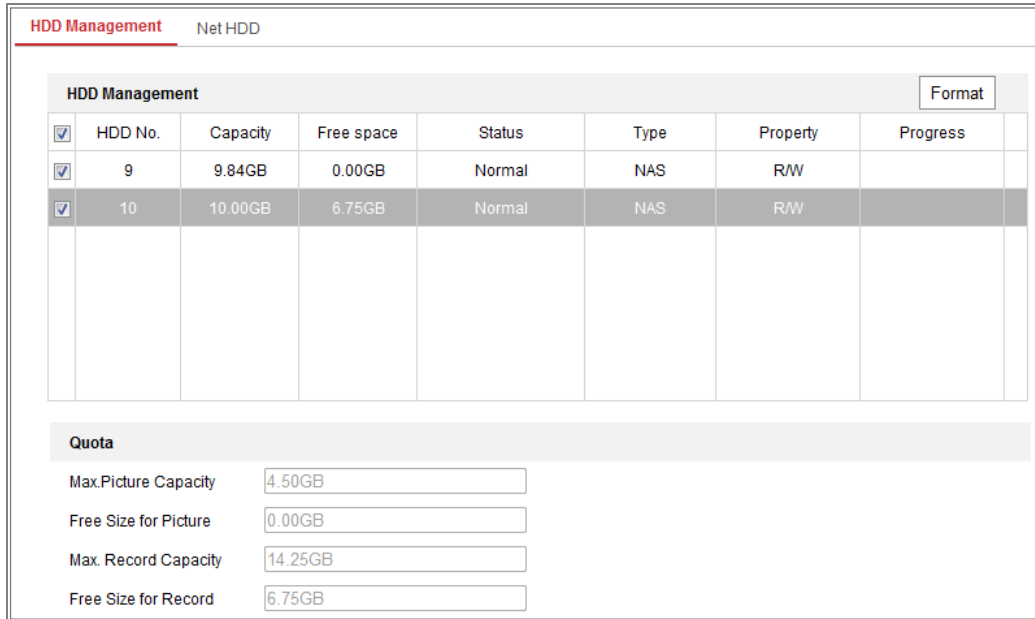 HDD Management Net HDD
HDD Management Format
HDD No. Capacity Free space Status Type Property Progress
9 9.84GB 0.00GB Normal NAS R/W
10 10.00GB 6.75GB Normal NAS R/W
Quota
Max.Picture Capacity 4.50GB
Free Size for Picture 0.00GB
Max. Record Capacity 14.25GB
Free Size for Record 6.75GB